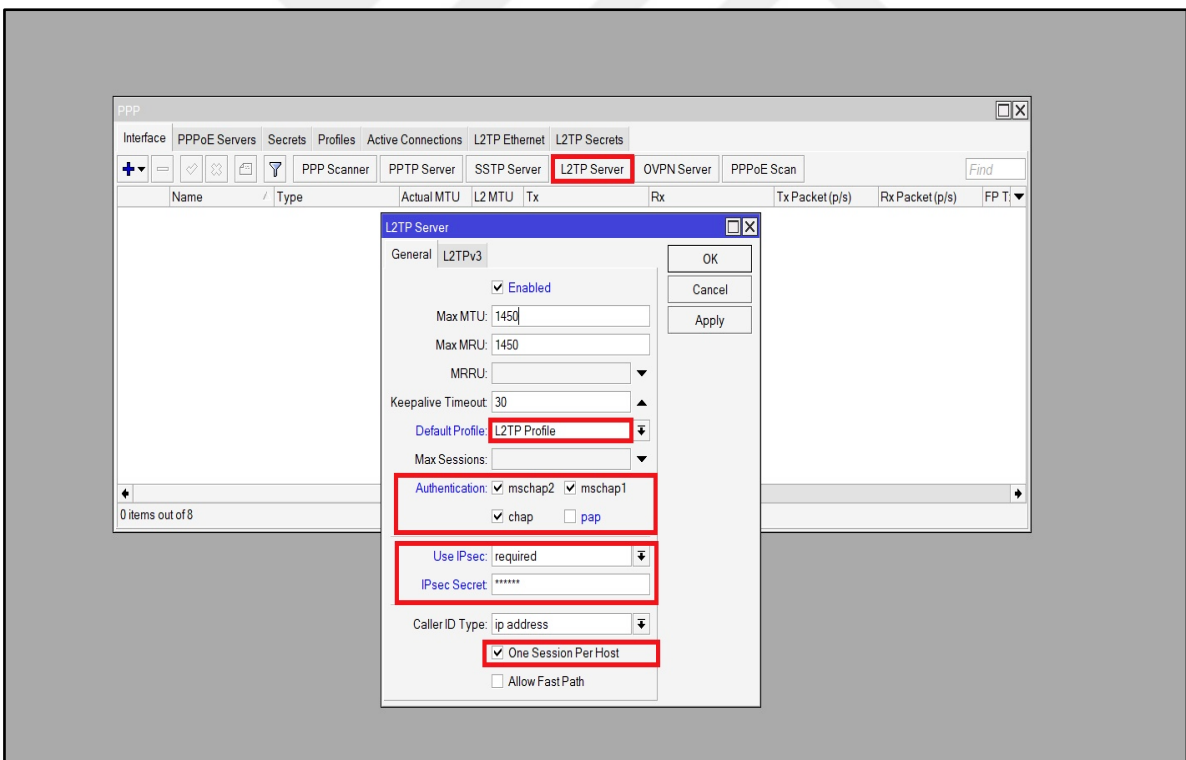 PPP
Interface PPPoE Servers Secrets Profiles Active Connections L2TP Ethernet L2TP Secrets
PPP Scanner PPTP Server SSTP Server L2TP Server OVPN Server PPPoE Scan Find
Name / Type Actual MTU L2 MTU Tx Rx Tx Packet (p/s) Rx Packet (p/s) FP T
L2TP Server
General L2TPv3
OK
Enabled
Cancel
Max MTU: 1450
Apply
Max MRU: 1450
MRRU:
Keepalive Timeout: 30
Default Profile: L2TP Profile
Max Sessions:
Authentication: mschap2 mschap1
chap pap
0 items out of 8
Use IPsec: required
IPsec Secret: ******
Caller ID Type: ip address
One Session Per Host
Allow Fast Path